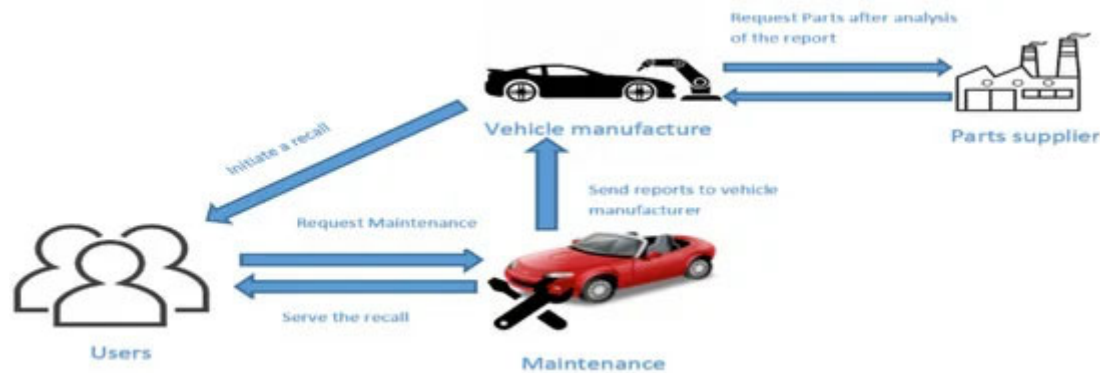 Request Parts after analysis
of the report
Vehicle manufacture
Parts supplier
Initiate a recall
Send reports to vehicle
manufacturer
Request Maintenance
Serve the recall
Users
Maintenance